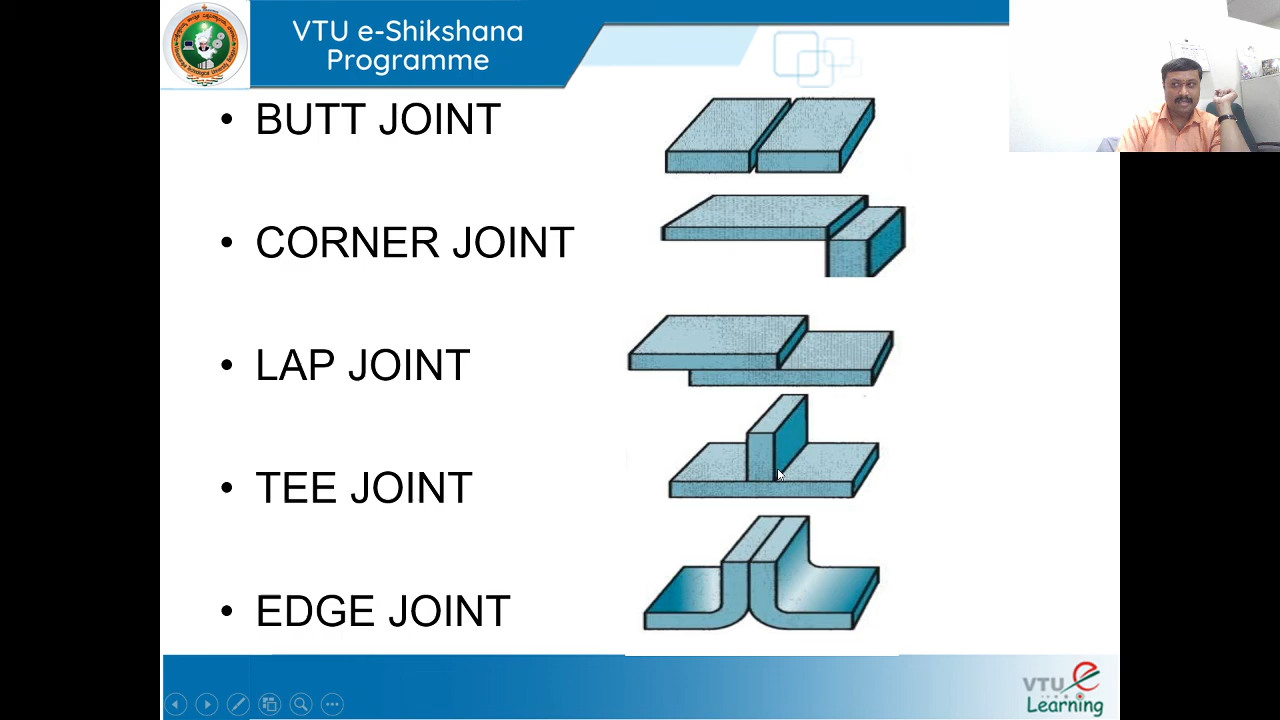 VTU e-Shikshana
Programme
• BUTT JOINT
• CORNER JOINT
• LAP JOINT
• TEE JOINT
• EDGE JOINT
VTU e
Learning